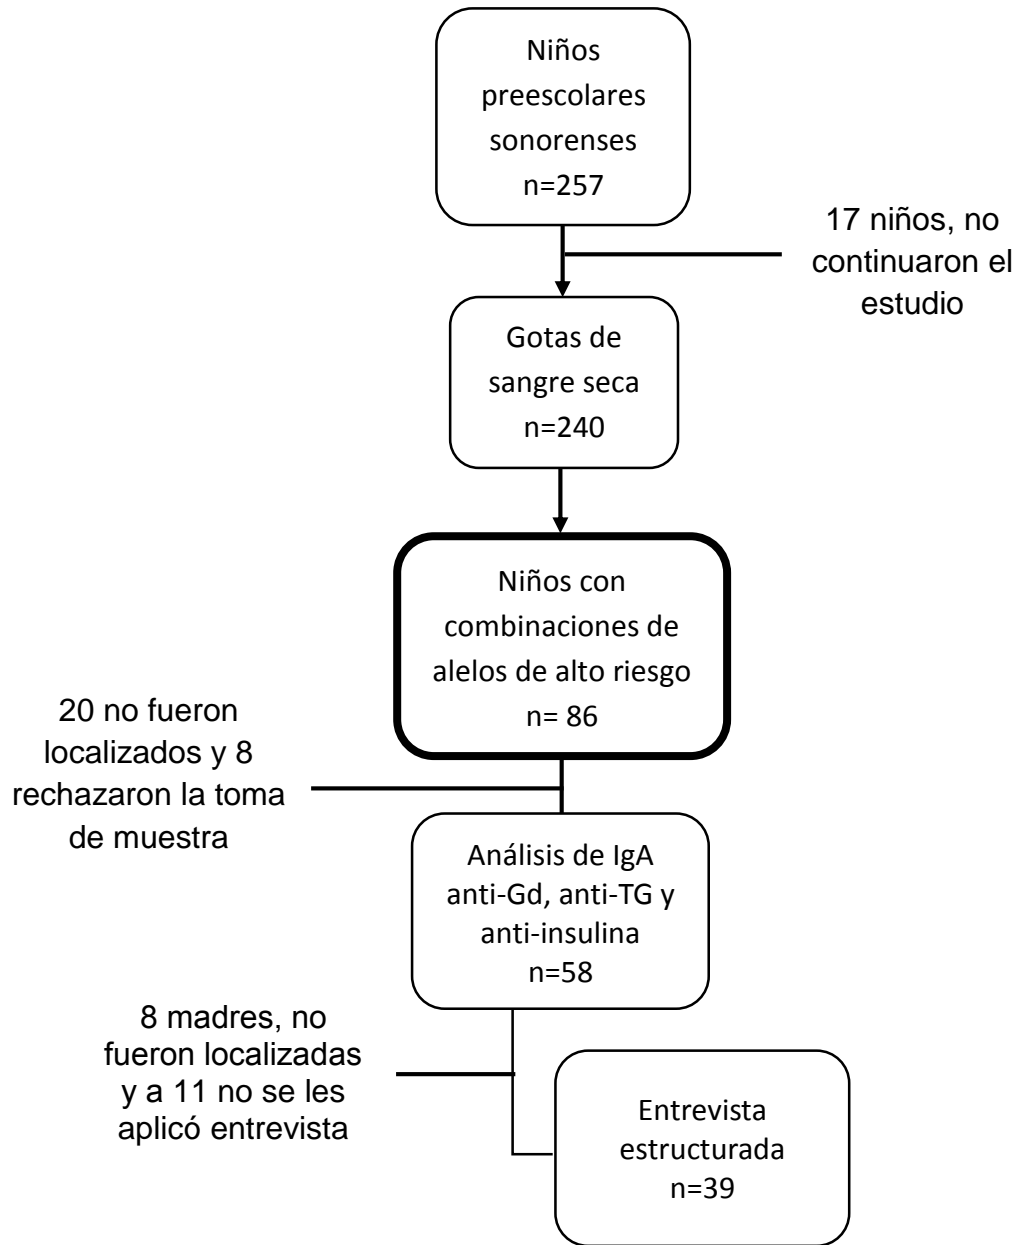 Niños
preescolares
sonorenses
n=257
17 niños, no
continuaron el
estudio
Gotas de
sangre seca
n=240
Niños con
combinaciones de
alelos de alto riesgo
n= 86
20 no fueron
localizados y 8
rechazaron la toma
de muestra
Análisis de IgA
anti-Gd, anti-TG y
anti-insulina
n=58
8 madres, no
fueron localizadas
y a 11 no se les
aplicó entrevista
Entrevista
estructurada
n=39